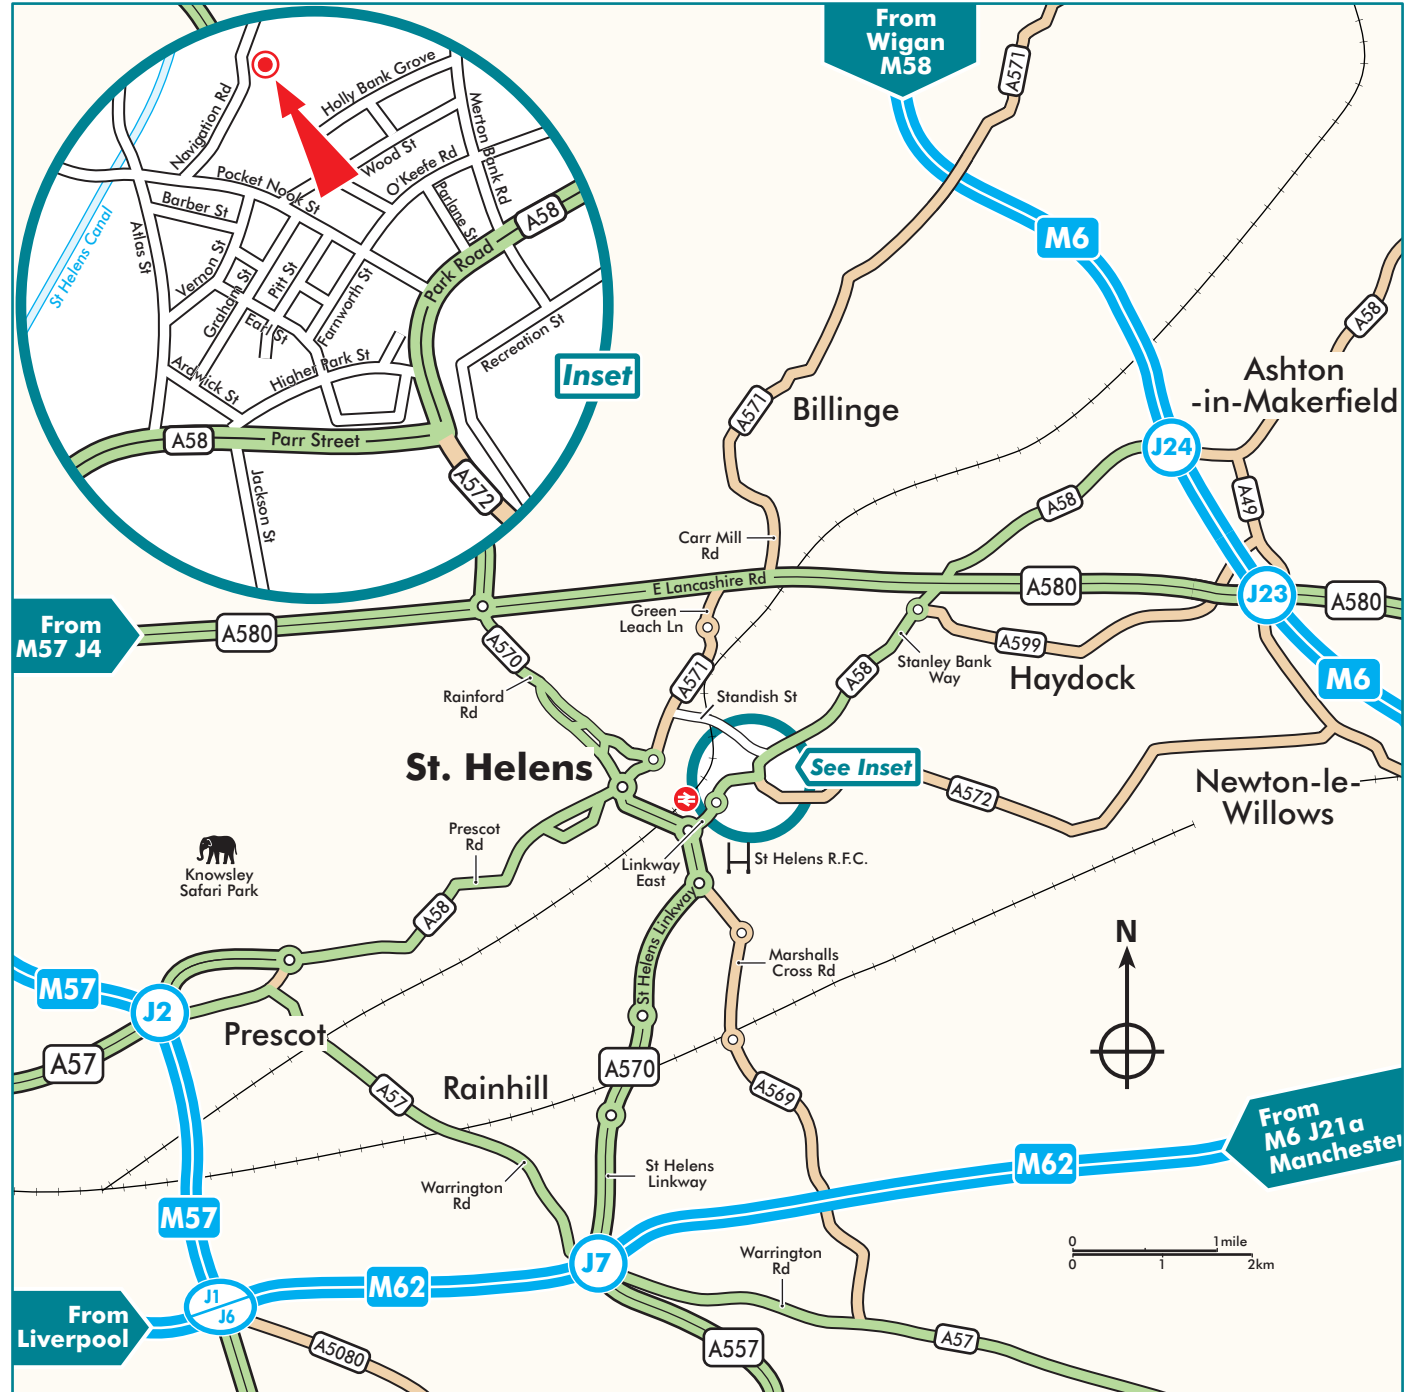 From
Wigan
M58
A571
M6
A58
Ashton
-in-Makerfield
J24
A49
A58
Billinge
A571
Carr Mill
Rd
E Lancashire Rd
A580
J23
A580
M6
From
M57 J4
A580
Green
Leach Ln
A570
Rainford
Rd
A571
Standish St
A58
Stanley Bank
Way
A599
Haydock
St. Helens
See Inset
A572
Newton-le-
Willows
Prescot
Rd
Linkway
East
St Helens R.F.C.
Knowsley
Safari Park
A58
St Helens Linkway
Marshalls
Cross Rd
N
M57
J2
A57
Prescot
A57
Rainhill
A570
A569
From
M6 J21a
Manchester
M62
St Helens
Linkway
Warrington
Rd
M57
J7
Warrington
Rd
0
1mile
0
1
2km
M62
J1
J6
From
Liverpool
A5080
A557
A57
Inset
Navigation Rd
Holly Bank Grove
Merton Bank Rd
Wood St
O'Keefe Rd
Parlane St
Pocket Nook St
Barber St
Atlas St
St Helens Canal
Vernon St
Graham St
Pitt St
Earl St
Farnworth St
Park Road
A58
Recreation St
Ardwick St
Higher Park St
A58
Parr Street
A572
Jackson St